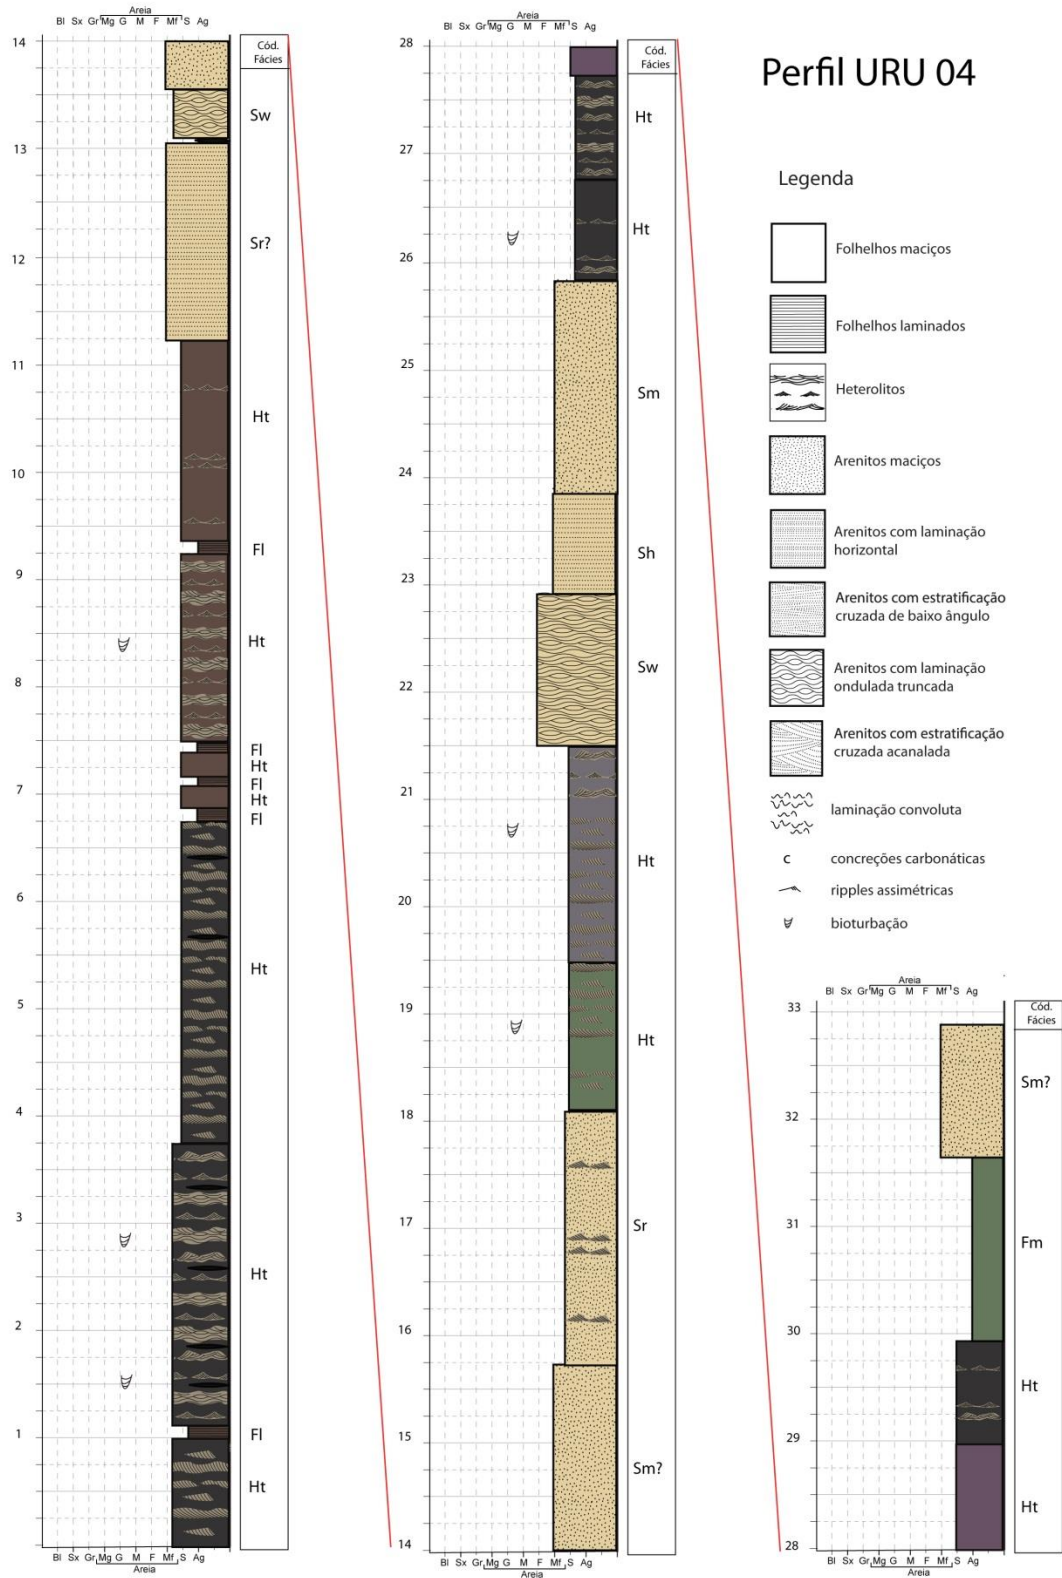 Perfil URU 04
Areia
Bl Sx Gr Mg G M F Mf S Ag
Cód.
Fácies
14
Sw
13
Sr?
12
11
Ht
10
Fl
9
Ht
8
Fl
Ht
Fl
7
Ht
Fl
6
Ht
5
4
3
Ht
2
1
Fl
Ht
Bl Sx Gr Mg G M F Mf S Ag
Areia
Areia
Bl Sx Gr Mg G M F Mf S Ag
Cód.
Fácies
28
Ht
27
Ht
26
25
Sm
24
Sh
23
Sw
22
21
Ht
20
19
Ht
18
17
Sr
16
15
Sm?
14
Bl Sx Gr Mg G M F Mf S Ag
Areia
Legenda
Folhelhos maciços
Folhelhos laminados
Heterolitos
Arenitos maciços
Arenitos com laminação
horizontal
Arenitos com estratificação
cruzada de baixo ângulo
Arenitos com laminação
ondulada truncada
Arenitos com estratificação
cruzada acanalada
laminação convoluta
c concreções carbonáticas
ripples assimétricas
bioturbação
Areia
Bl Sx Gr Mg G M F Mf S Ag
Cód.
Fácies
33
Sm?
32
31
Fm
30
Ht
29
Ht
28
Bl Sx Gr Mg G M F Mf S Ag
Areia